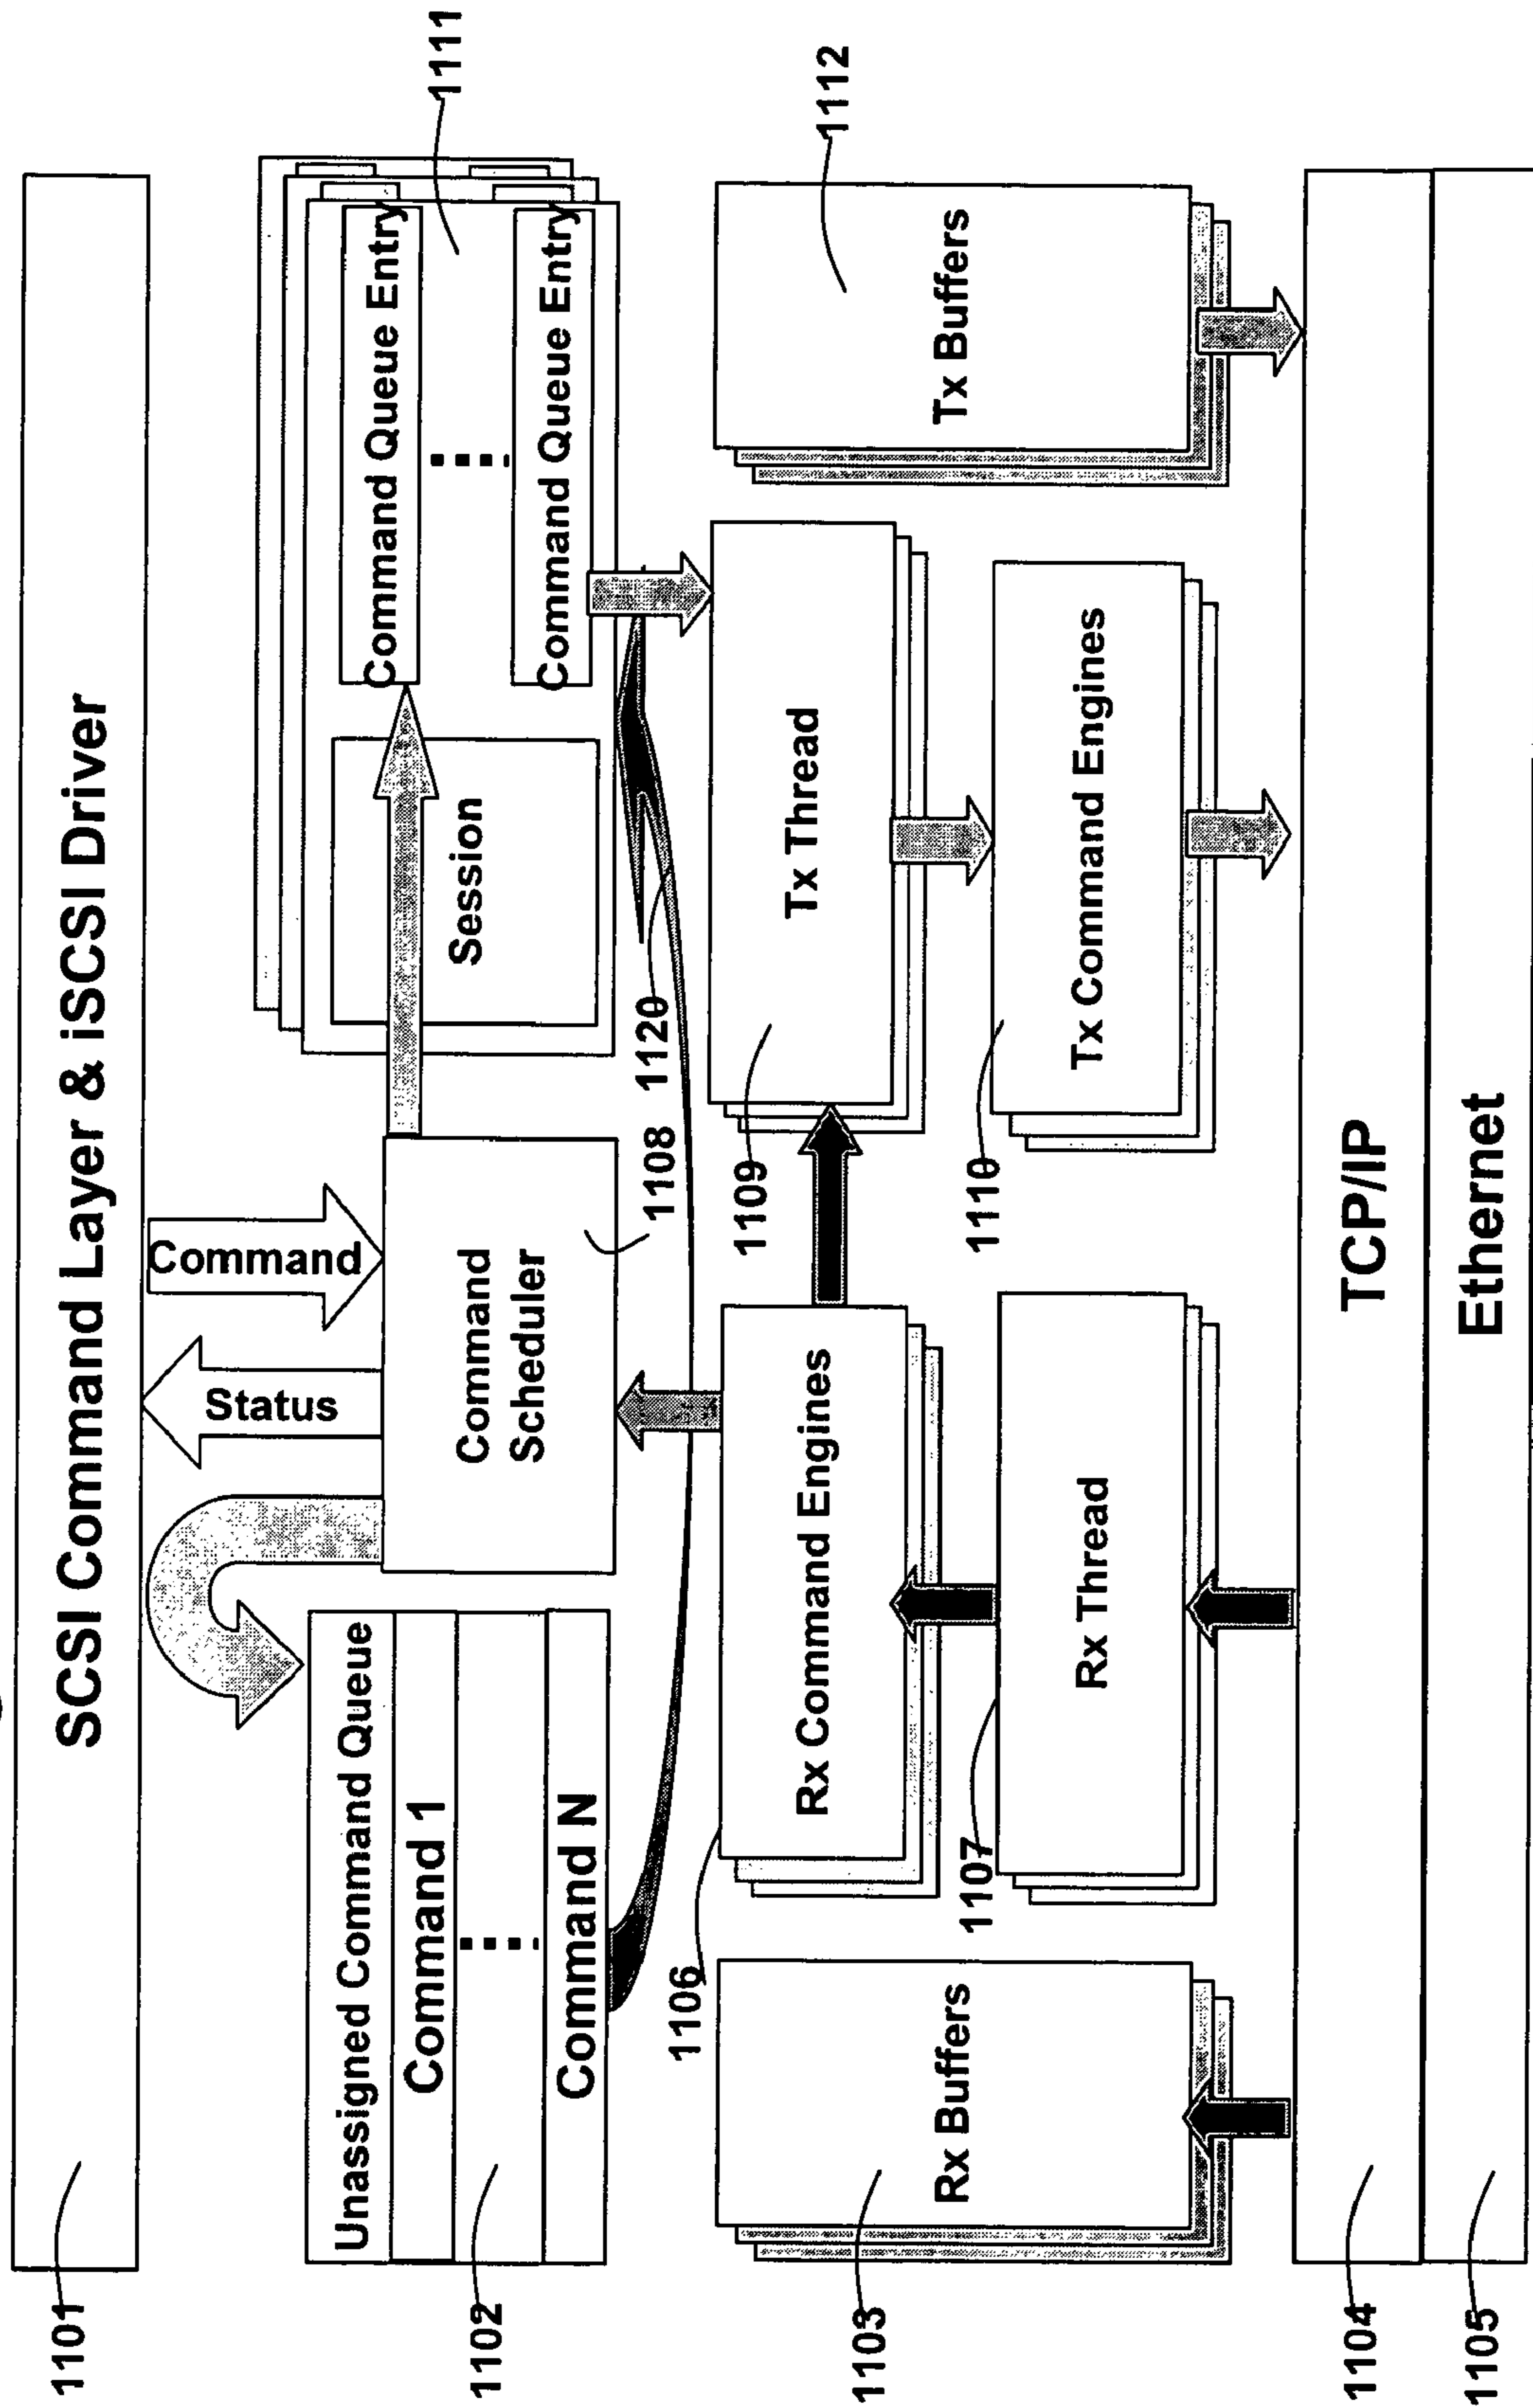 1101
SCSI Command Layer & iSCSI Driver
Status
Command
1102
Unassigned Command Queue
Command 1
Command N
Command
Scheduler
1108
Session
Command Queue Entry
Command Queue Entry
1111
1120
1103
Rx Buffers
1106
Rx Command Engines
1107
Rx Thread
1109
Tx Thread
1110
Tx Command Engines
1112
Tx Buffers
1104
TCP/IP
1105
Ethernet